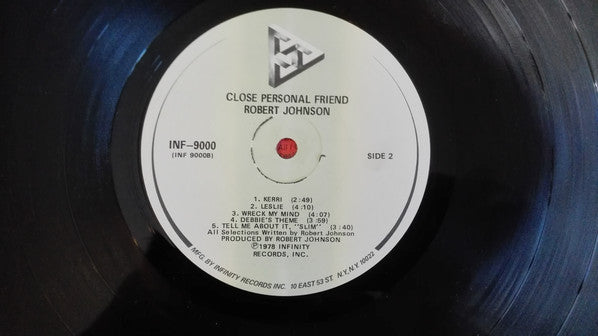 CLOSE PERSONAL FRIEND
ROBERT JOHNSON
INF-9000
(INF 9000B)
SIDE 2
1. KERRI (2:49)
2. LESLIE (4:10)
3. WRECK MY MIND (4:07)
4. DEBBIE'S THEME (3:59)
5. TELL ME ABOUT IT, "SLIM" (3:40)
All Selections Written by Robert Johnson
PRODUCED BY ROBERT JOHNSON
Ⓟ1978 INFINITY
RECORDS, INC.
MFG. BY INFINITY RECORDS INC. 10 EAST 53 ST. N.Y., N.Y. 10022